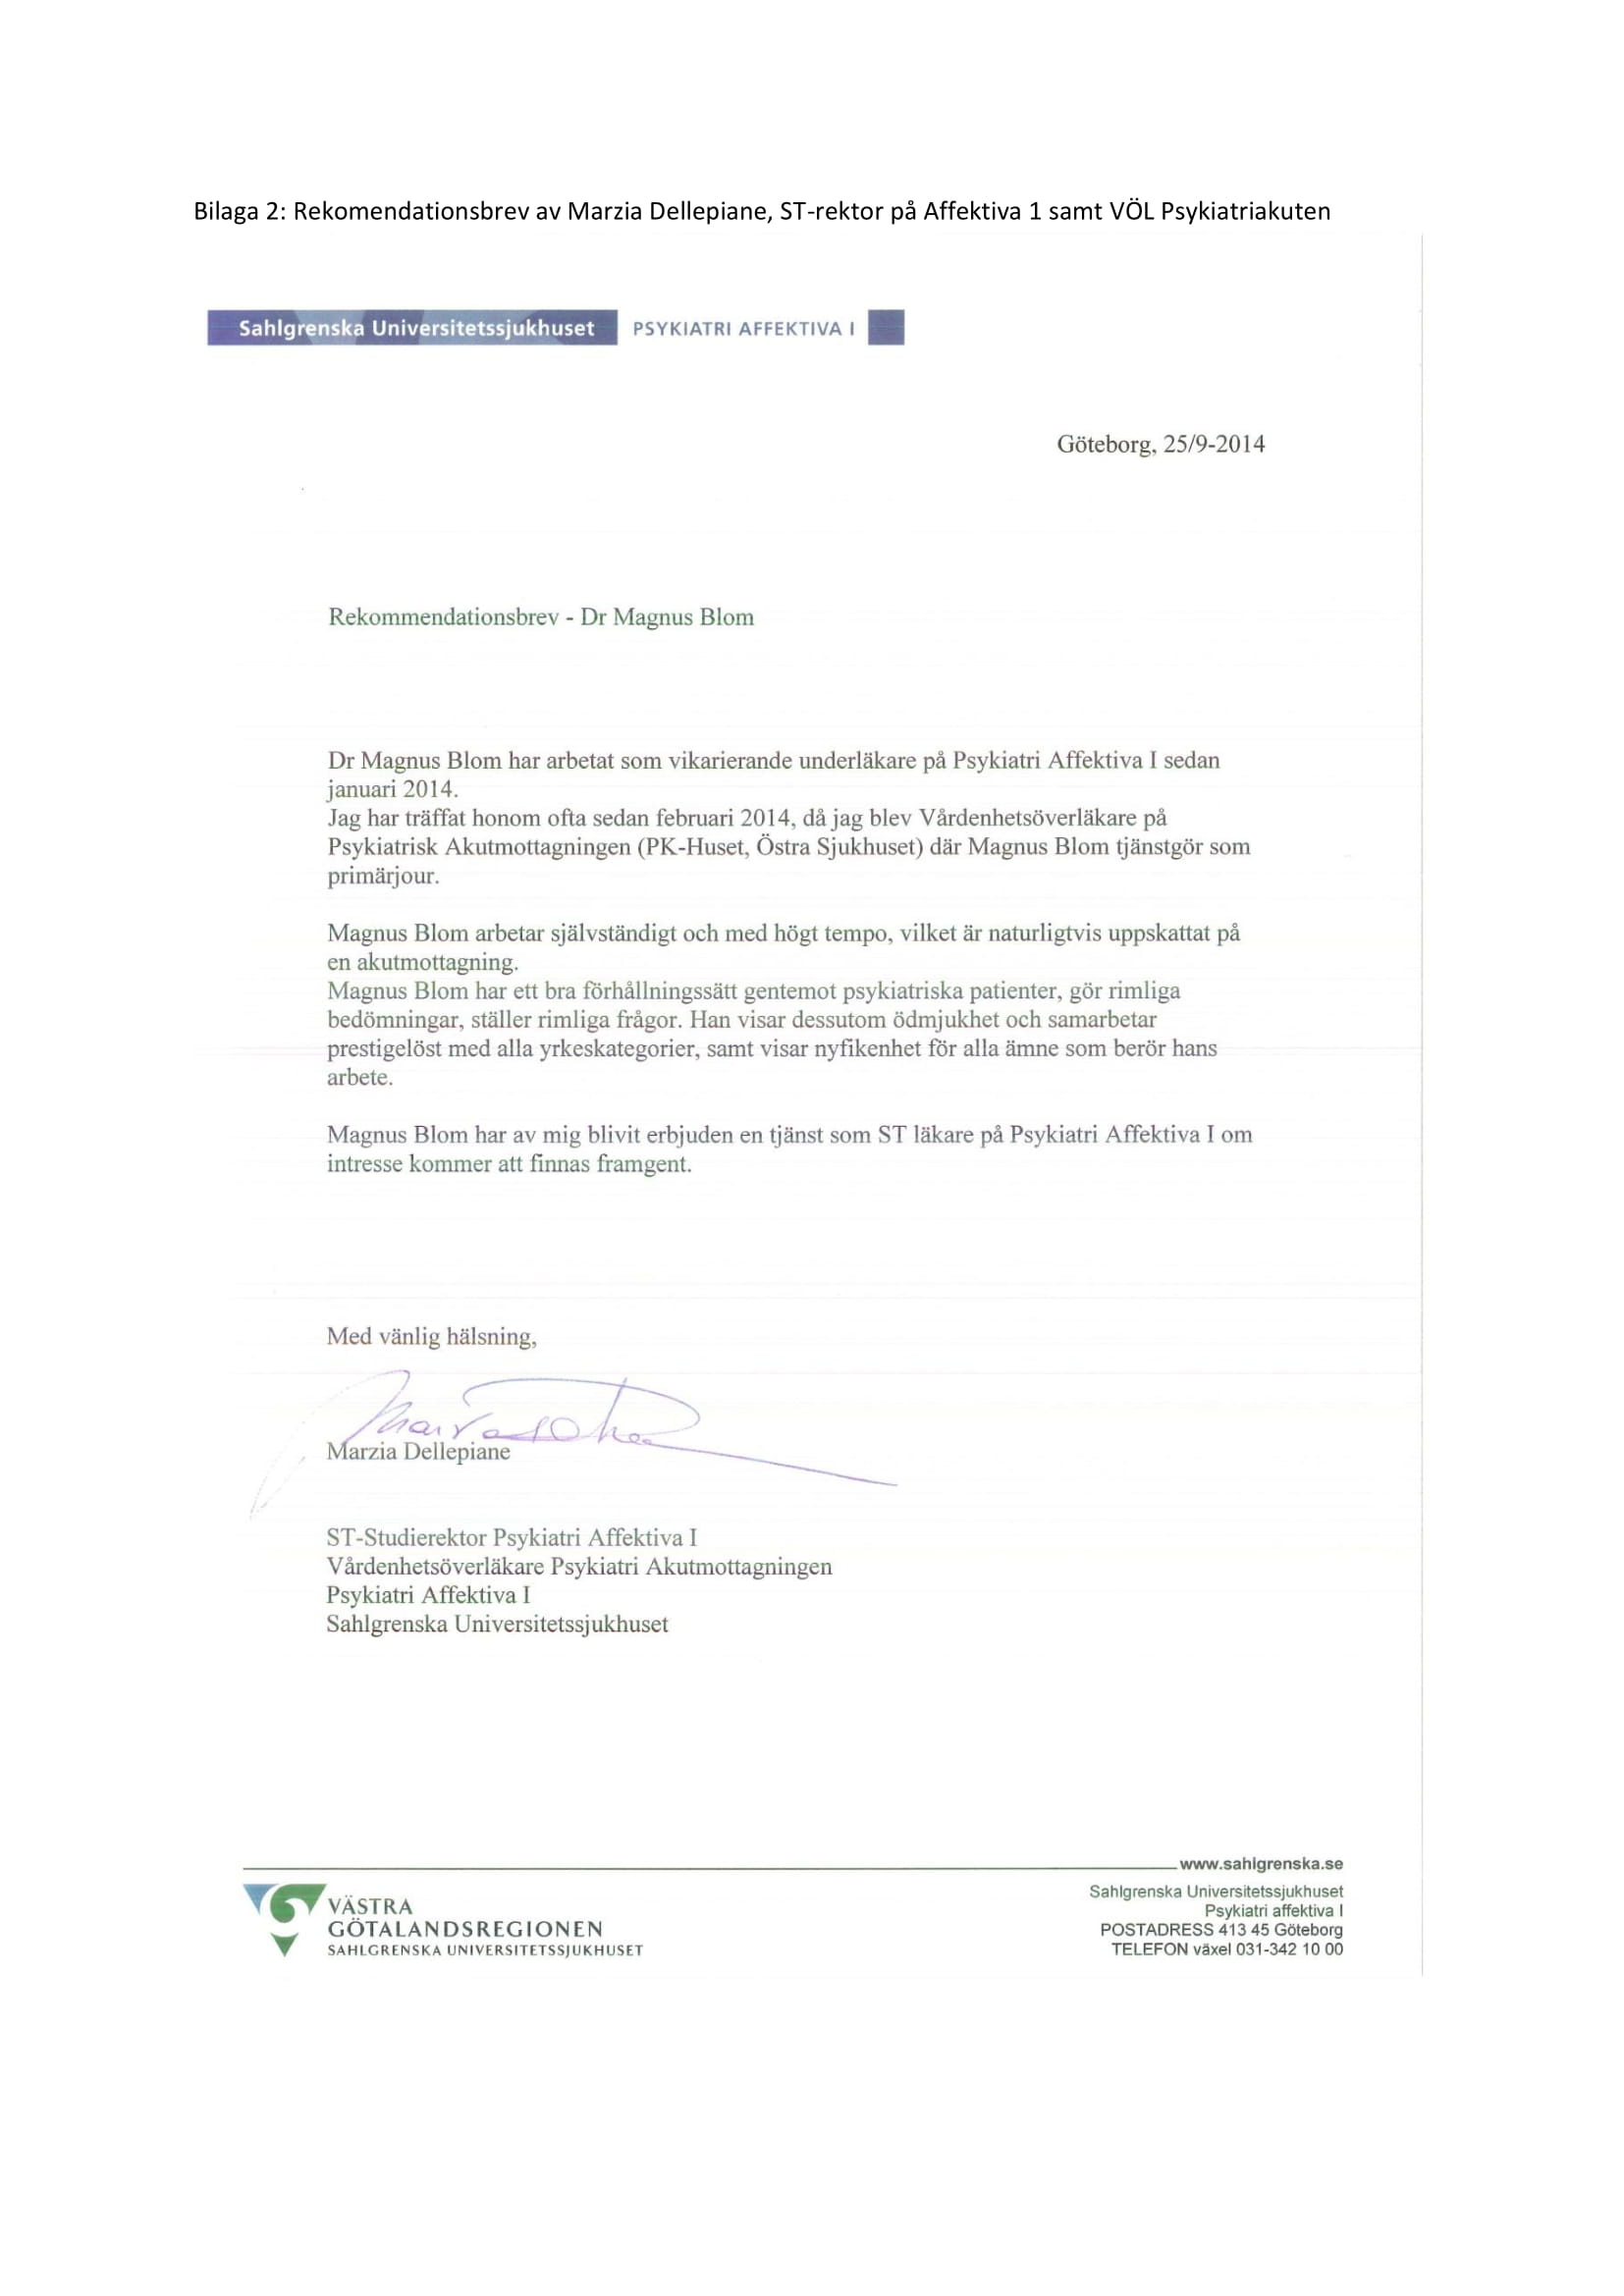 Bilaga 2: Rekomendationsbrev av Marzia Dellepiane, ST-rektor på Affektiva 1 samt VÖL Psykiatriakuten
Sahlgrenska Universitetssjukhuset PSYKIATRI AFFEKTIVA I
Göteborg, 25/9-2014
Rekommendationsbrev - Dr Magnus Blom
Dr Magnus Blom har arbetat som vikarierande underläkare på Psykiatri Affektiva I sedan
januari 2014.
Jag har träffat honom ofta sedan februari 2014, då jag blev Vårdenhetsöverläkare på
Psykiatrisk Akutmottagningen (PK-Huset, Östra Sjukhuset) där Magnus Blom tjänstgör som
primärjour.
Magnus Blom arbetar självständigt och med högt tempo, vilket är naturligtvis uppskattat på
en akutmottagning.
Magnus Blom har ett bra förhållningssätt gentemot psykiatriska patienter, gör rimliga
bedömningar, ställer rimliga frågor. Han visar dessutom ödmjukhet och samarbetar
prestigelöst med alla yrkeskategorier, samt visar nyfikenhet för alla ämne som berör hans
arbete.
Magnus Blom har av mig blivit erbjuden en tjänst som ST läkare på Psykiatri Affektiva I om
intresse kommer att finnas framgent.
Med vänlig hälsning,
Marzia Dellepiane
ST-Studierektor Psykiatri Affektiva I
Vårdenhetsöverläkare Psykiatri Akutmottagningen
Psykiatri Affektiva I
Sahlgrenska Universitetssjukhuset
www.sahlgrenska.se
Sahlgrenska Universitetssjukhuset
Psykiatri affektiva I
POSTADRESS 413 45 Göteborg
TELEFON växel 031-342 10 00
VÄSTRA
GÖTALANDSREGIONEN
SAHLGRENSKA UNIVERSITETSSJUKHUSET